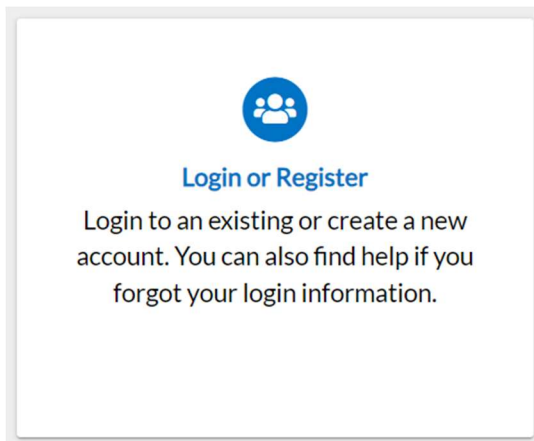 Login or Register
Login to an existing or create a new
account. You can also find help if you
forgot your login information.